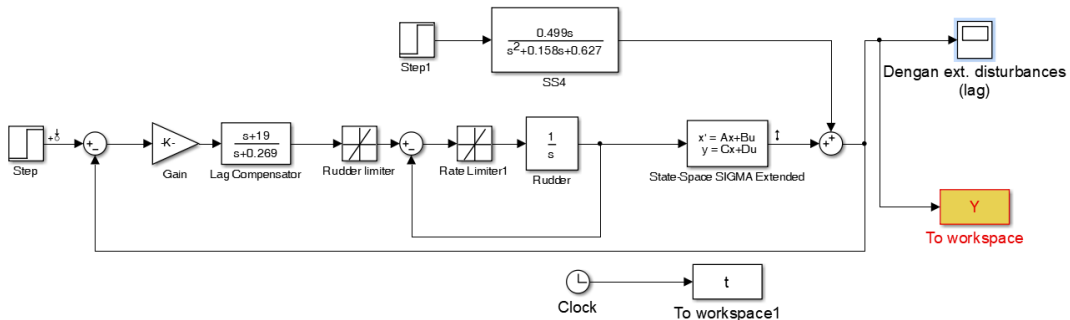 Step1
0.499s
s²+0.158s+0.627
SS4
Dengan ext. disturbances
(lag)
Step
+
−
-K-
Gain
s+19
s+0.269
Lag Compensator
Rudder limiter
+
−
Rate Limiter1
1
s
Rudder
x' = Ax+Bu
y = Cx+Du
State-Space SIGMA Extended
+
+
Y
To workspace
Clock
t
To workspace1